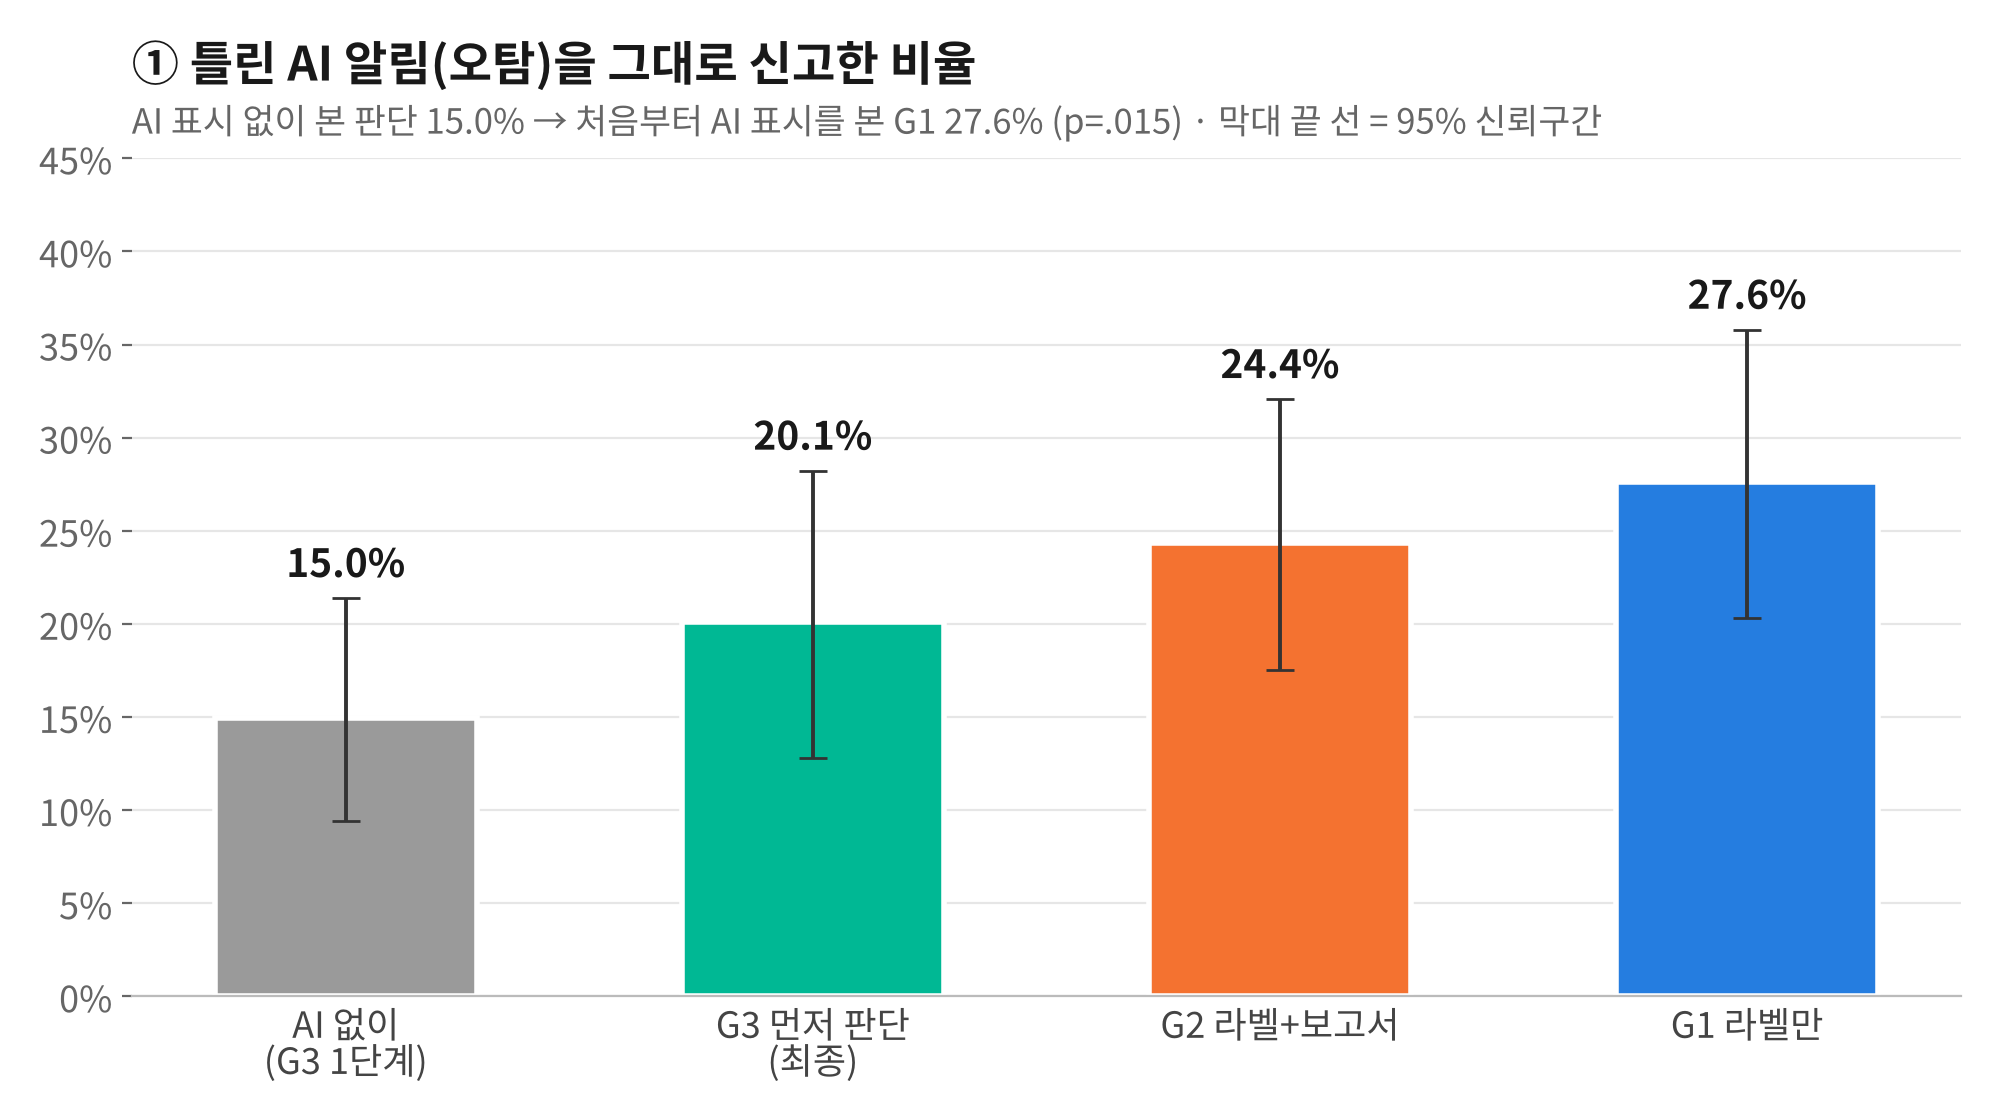 ① 틀린 AI 알림(오탐)을 그대로 신고한 비율
AI 표시 없이 본 판단 15.0% → 처음부터 AI 표시를 본 G1 27.6% (p=.015) · 막대 끝 선 = 95% 신뢰구간
45%
40%
35%
30%
25%
20%
15%
10%
5%
0%
15.0%
20.1%
24.4%
27.6%
AI 없이
(G3 1단계)
G3 먼저 판단
(최종)
G2 라벨+보고서
G1 라벨만